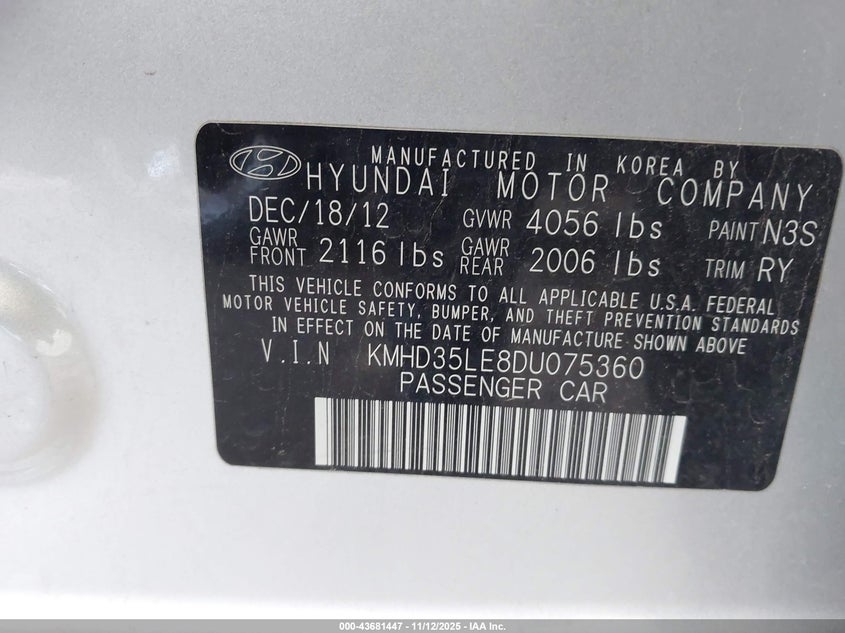 MANUFACTURED IN KOREA BY
HYUNDAI MOTOR COMPANY
DEC/18/12 GVWR 4056 lbs PAINT N3S
GAWR FRONT 2116 lbs GAWR REAR 2006 lbs TRIM RY
THIS VEHICLE CONFORMS TO ALL APPLICABLE U.S.A. FEDERAL
MOTOR VEHICLE SAFETY, BUMPER, AND THEFT PREVENTION STANDARDS
IN EFFECT ON THE DATE OF MANUFACTURE SHOWN ABOVE
V.I.N KMHD35LE8DU075360
PASSENGER CAR
000-43681447 - 11/12/2025 - IAA Inc.